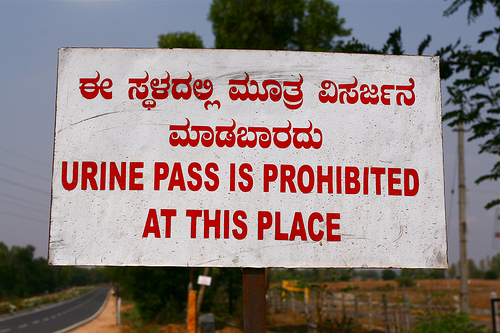 ಈ ಸ್ಥಳದಲ್ಲಿ ಮೂತ್ರ ವಿಸರ್ಜನೆ
ಮಾಡಬಾರದು
URINE PASS IS PROHIBITED
AT THIS PLACE